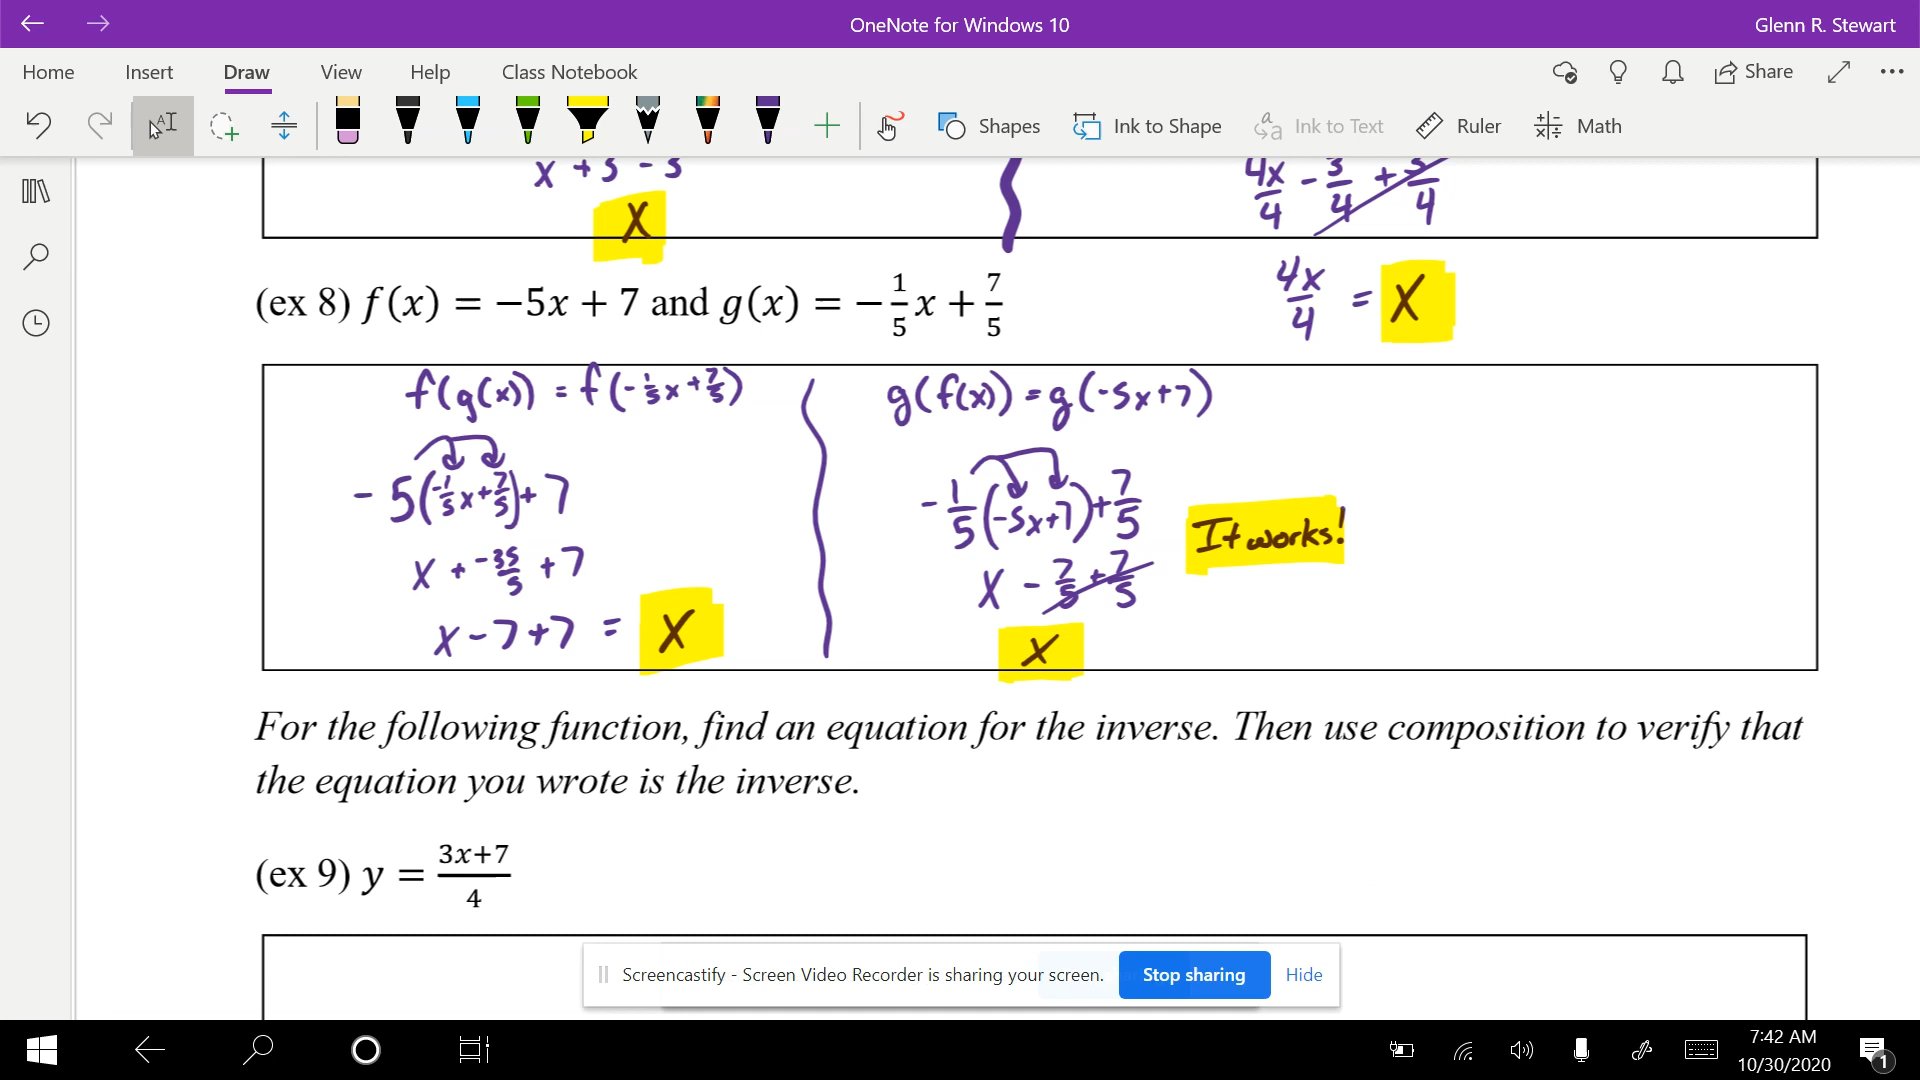 OneNote for Windows 10
Glenn R. Stewart
Home Insert Draw View Help Class Notebook Share
Shapes Ink to Shape Ink to Text Ruler Math
x + 3 - 3
4x/4 - 3/4 + 3/4
X
(ex 8) f(x) = −5x + 7 and g(x) = −1/5x + 7/5
4x/4 = X
f(g(x)) = f(-1/5x+7/5)
-5(-1/5x+7/5)+7
x + -35/5 + 7
x - 7 + 7 = X
g(f(x)) = g(-5x+7)
-1/5(-5x+7)+7/5
x - 7/5 + 7/5
x
It works!
For the following function, find an equation for the inverse. Then use composition to verify that
the equation you wrote is the inverse.
(ex 9) y = 3x+7/4
Screencastify - Screen Video Recorder is sharing your screen. Stop sharing Hide
7:42 AM
10/30/2020
1